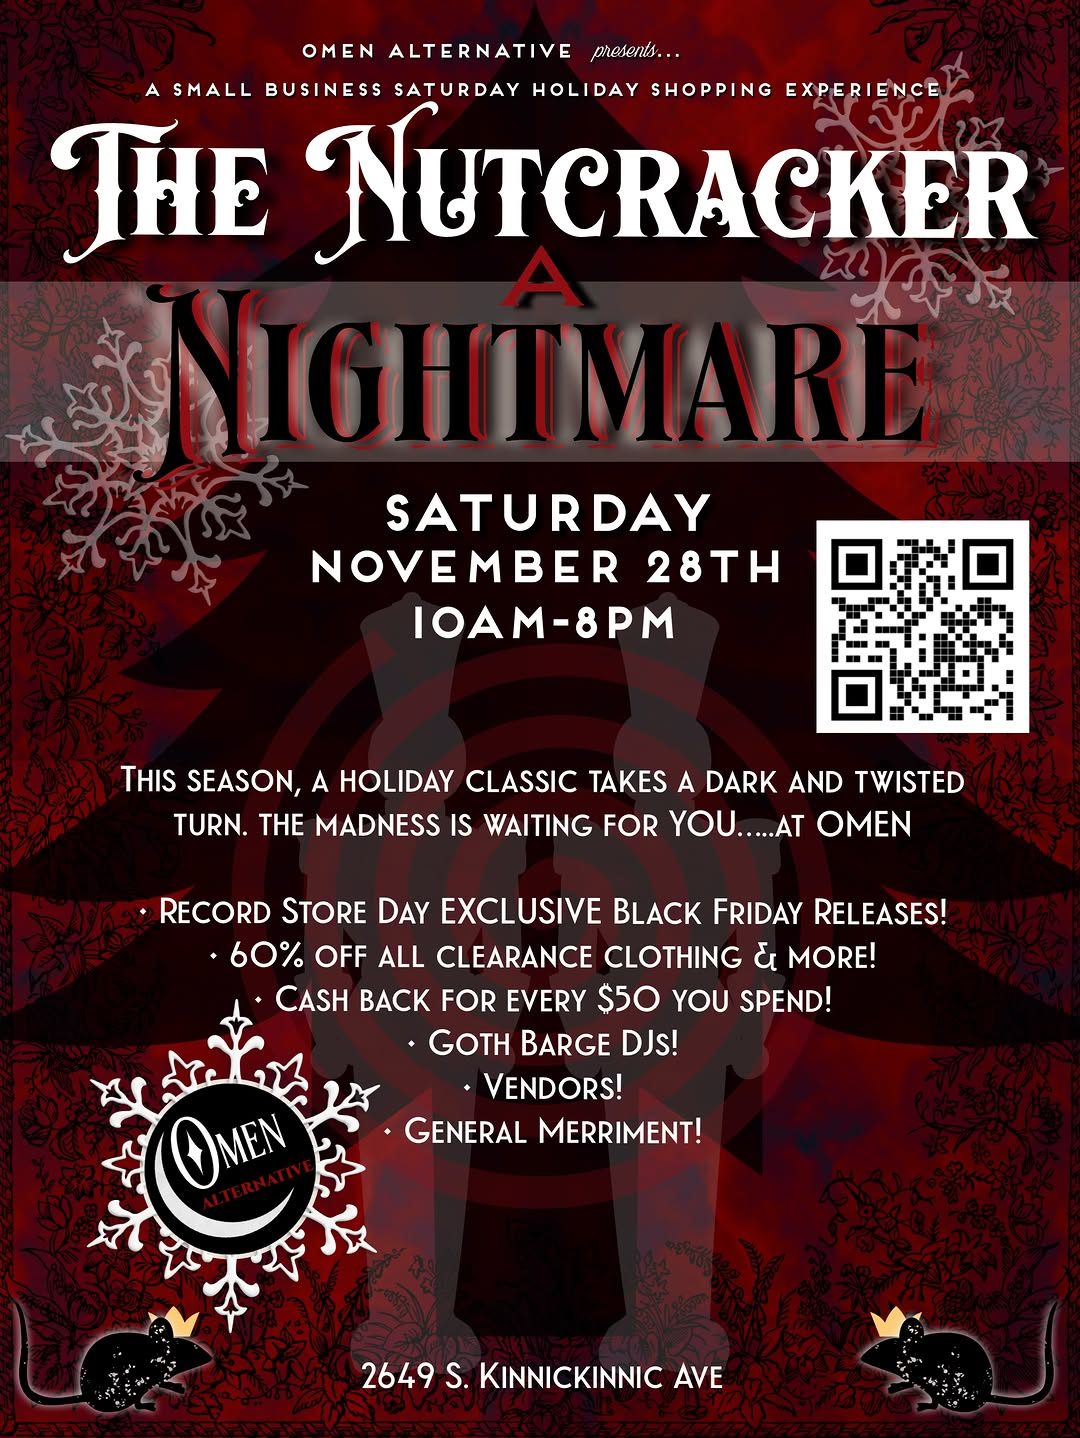 OMEN ALTERNATIVE presents...
A SMALL BUSINESS SATURDAY HOLIDAY SHOPPING EXPERIENCE
THE NUTCRACKER
A
NIGHTMARE
SATURDAY
NOVEMBER 28TH
10AM-8PM
THIS SEASON, A HOLIDAY CLASSIC TAKES A DARK AND TWISTED
TURN. THE MADNESS IS WAITING FOR YOU.....AT OMEN
• RECORD STORE DAY EXCLUSIVE BLACK FRIDAY RELEASES!
• 60% OFF ALL CLEARANCE CLOTHING & MORE!
• CASH BACK FOR EVERY $50 YOU SPEND!
• GOTH BARGE DJS!
• VENDORS!
• GENERAL MERRIMENT!
OMEN
ALTERNATIVE
2649 S. KINNICKINNIC AVE